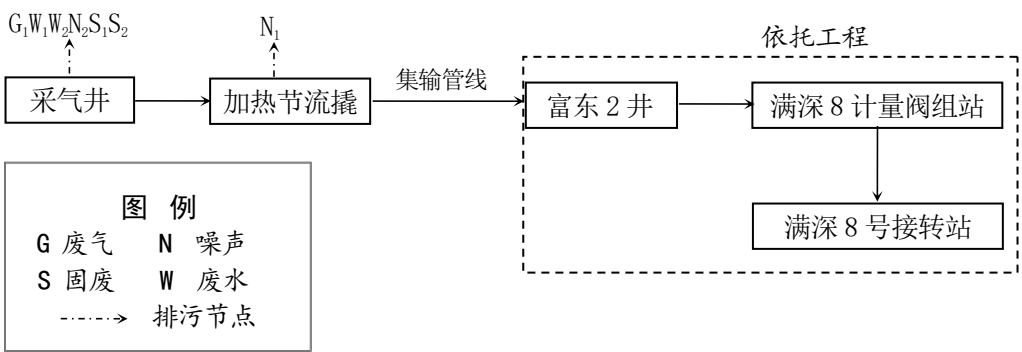 G₁W₁W₂N₂S₁S₂
N₁
依托工程
采气井
加热节流撬
集输管线
富东2井
满深8计量阀组站
满深8号接转站
图 例
G 废气 N 噪声
S 固废 W 废水
排污节点